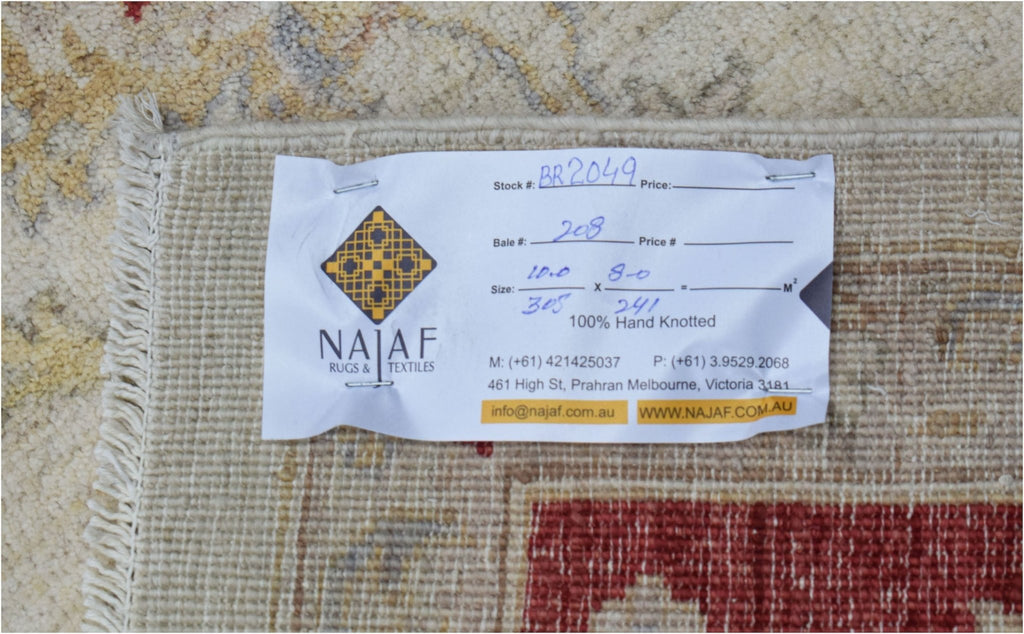 NAJAF
RUGS & TEXTILES
Stock #: BR2049 Price:
Bale #: 208 Price #
Size: 10.0 X 8-0 = M²
305 241
100% Hand Knotted
M: (+61) 421425037 P: (+61) 3.9529.2068
461 High St, Prahran Melbourne, Victoria 3181
info@najaf.com.au WWW.NAJAF.COM.AU